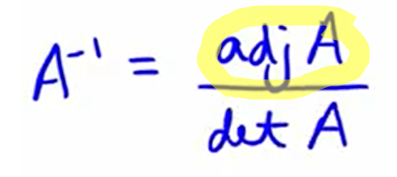 A⁻¹ = adj A / det A